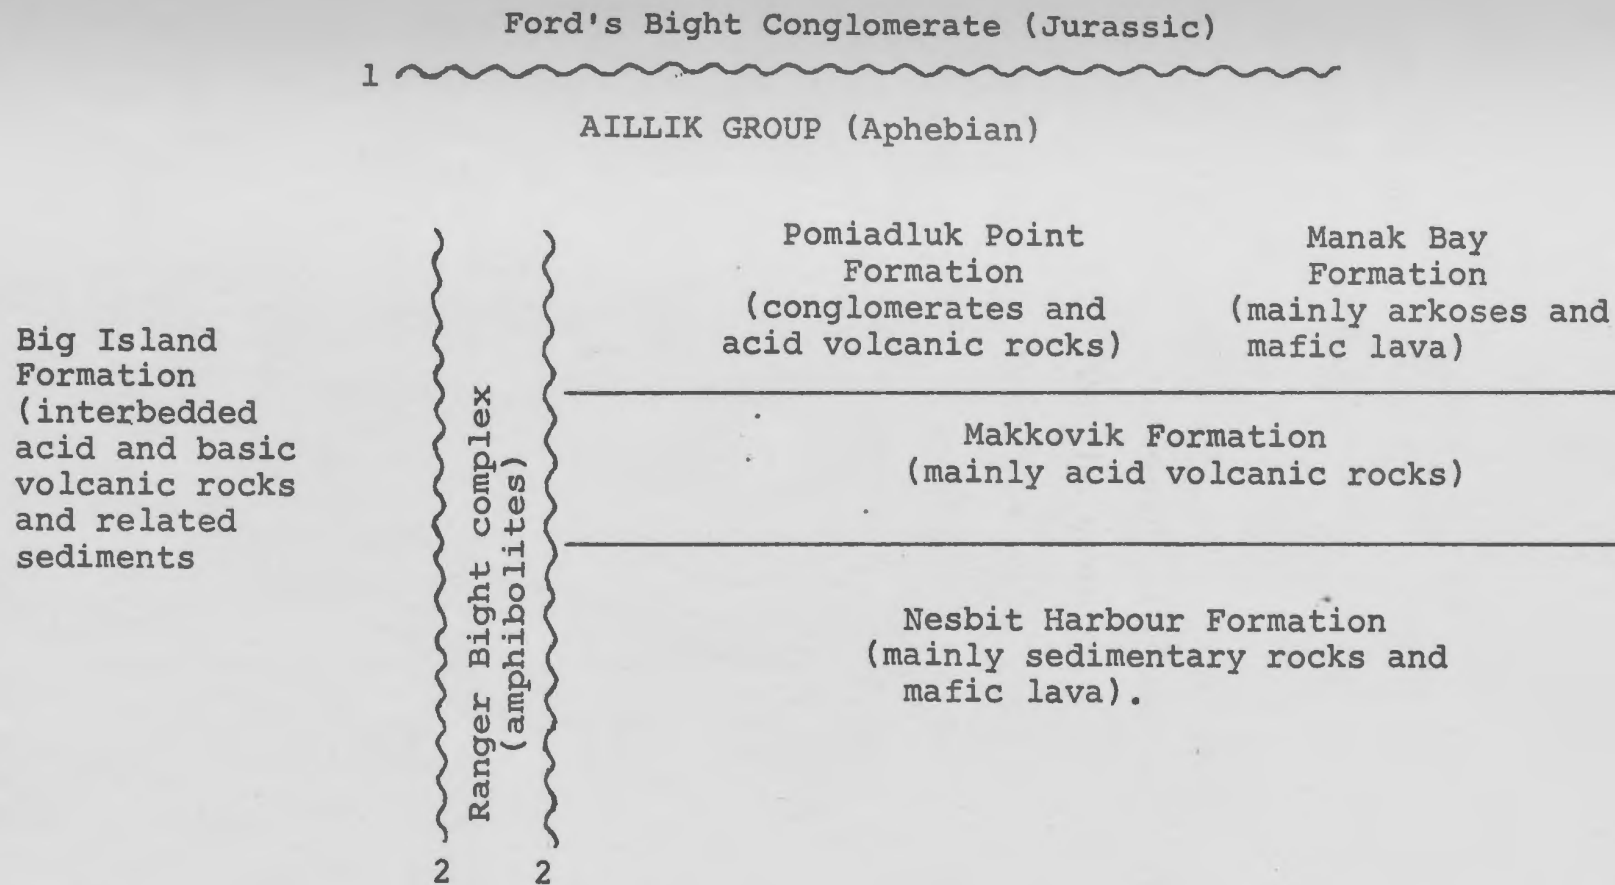 Ford's Bight Conglomerate (Jurassic)
1
AILLIK GROUP (Aphebian)
Big Island
Formation
(interbedded
acid and basic
volcanic rocks
and related
sediments
Ranger Bight complex
(amphibolites)
2
2
Pomiadluk Point
Formation
(conglomerates and
acid volcanic rocks)
Manak Bay
Formation
(mainly arkoses and
mafic lava)
Makkovik Formation
(mainly acid volcanic rocks)
Nesbit Harbour Formation
(mainly sedimentary rocks and
mafic lava).